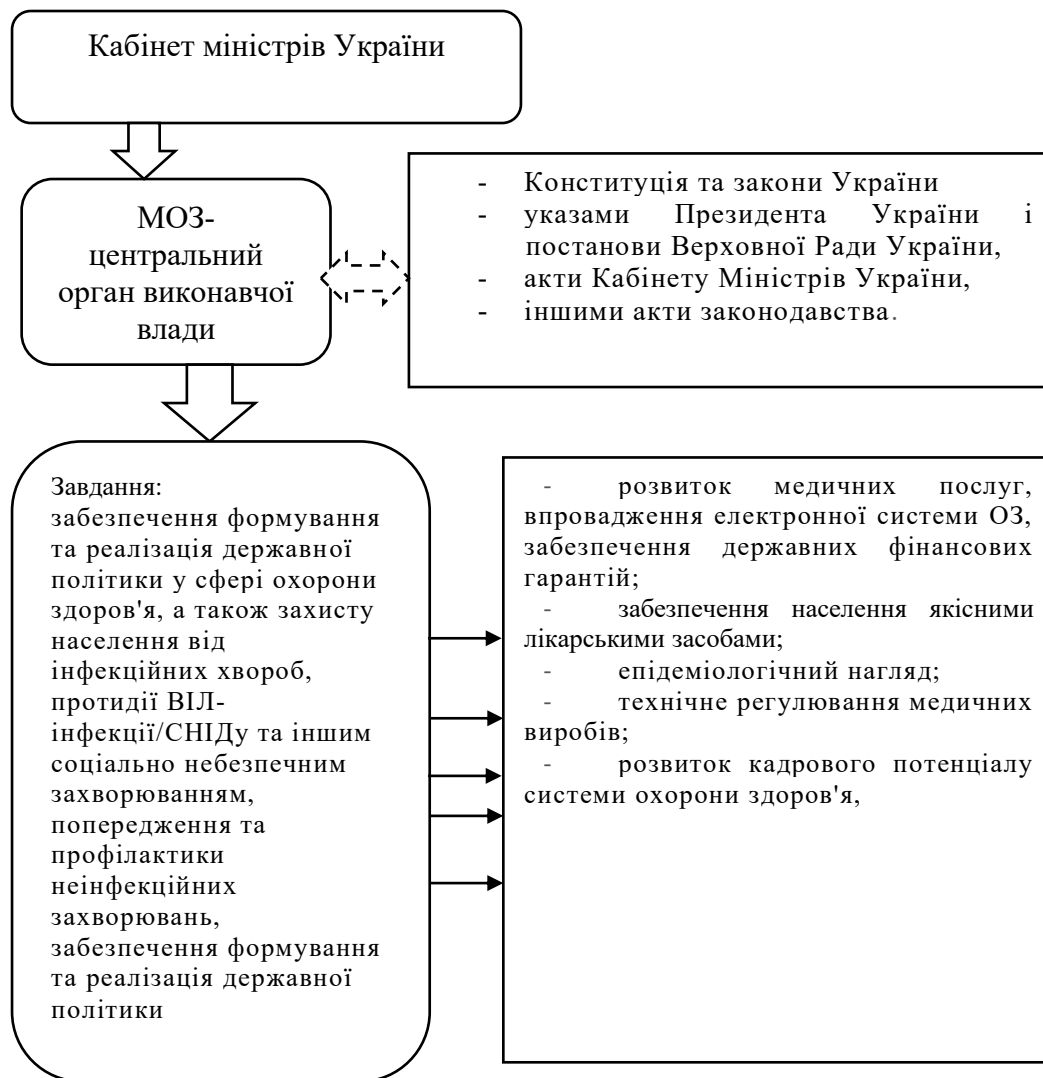 Кабінет міністрів України
МОЗ-
центральний
орган виконавчої
влади
- Конституція та закони України
- указами Президента України і
постанови Верховної Ради України,
- акти Кабінету Міністрів України,
- іншими акти законодавства.
Завдання:
забезпечення формування
та реалізація державної
політики у сфері охорони
здоров'я, а також захисту
населення від
інфекційних хвороб,
протидії ВІЛ-
інфекції/СНІДу та іншим
соціально небезпечним
захворюванням,
попередження та
профілактики
неінфекційних
захворювань,
забезпечення формування
та реалізація державної
політики
- розвиток медичних послуг,
впровадження електронної системи ОЗ,
забезпечення державних фінансових
гарантій;
- забезпечення населення якісними
лікарськими засобами;
- епідеміологічний нагляд;
- технічне регулювання медичних
виробів;
- розвиток кадрового потенціалу
системи охорони здоров'я,